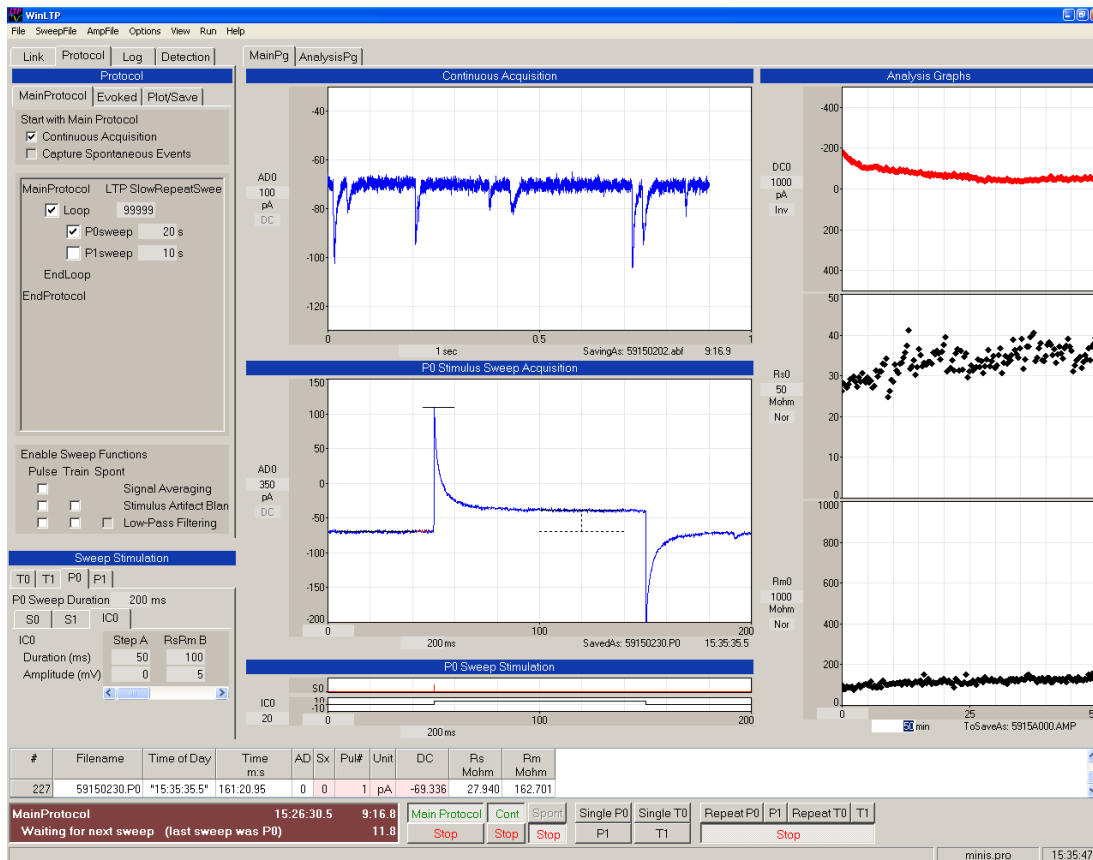 LTP WinLTP
File SweepFile AmpFile Options View Run Help
Link Protocol Log Detection
MainPg AnalysisPg
Protocol
MainProtocol Evoked Plot/Save
Start with Main Protocol
Continuous Acquisition
Capture Spontaneous Events
MainProtocol LTP SlowRepeatSwee
Loop 99999
P0sweep 20 s
P1sweep 10 s
EndLoop
EndProtocol
Enable Sweep Functions
Pulse Train Spont
Signal Averaging
Stimulus Artifact Blan
Low-Pass Filtering
Sweep Stimulation
T0 T1 P0 P1
P0 Sweep Duration 200 ms
S0 S1 IC0
IC0 Step A RsRm B
Duration (ms) 50 100
Amplitude (mV) 0 5
Continuous Acquisition
AD0
100
pA
DC
-40
-60
-80
-100
-120
0 0.5 1
1 sec SavingAs: 59150202.abf 9:16.9
P0 Stimulus Sweep Acquisition
AD0
350
pA
DC
150
100
50
0
-50
-100
-150
-200
0 100 200
200 ms SavedAs: 59150230.P0 15:35:35.5
P0 Sweep Stimulation
S0
IC0
20
10
-10
0 100 200
200 ms
Analysis Graphs
DC0
1000
pA
Inv
-400
-200
0
200
400
Rs0
50
Mohm
Nor
50
40
30
20
10
0
Rm0
1000
Mohm
Nor
1000
800
600
400
200
0
0 25 5
50 min ToSaveAs: 5915A000.AMP
# Filename Time of Day Time m:s AD Sx Pul# Unit DC Rs Mohm Rm Mohm
227 59150230.P0 "15:35:35.5" 161:20.95 0 0 1 pA -69.336 27.940 162.701
MainProtocol 15:26:30.5 9:16.8
Waiting for next sweep (last sweep was P0) 11.8
Main Protocol Cont Spont Single P0 Single T0 Repeat P0 P1 Repeat T0 T1
Stop Stop Stop P1 T1 Stop
minis.pro 15:35:47